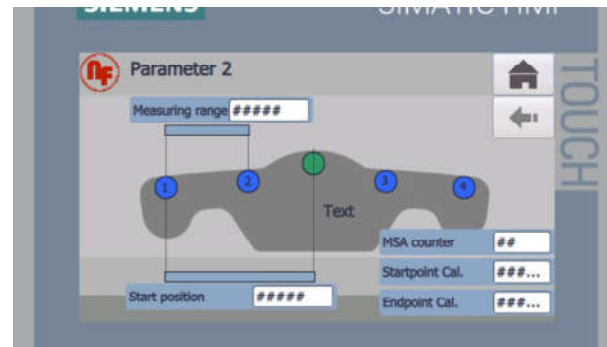 SIEMENS
SIMATIC HMI
TOUCH
nf Parameter 2
Measuring range #####
1
2
3
4
Text
MSA counter ##
Startpoint Cal. ###...
Start position #####
Endpoint Cal. ###...